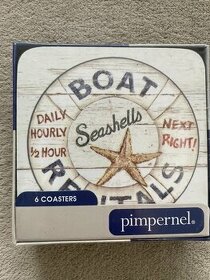 BOAT
DAILY
HOURLY
½ HOUR
Seashells
NEXT
RIGHT!
RENTALS
6 COASTERS
pimpernel®